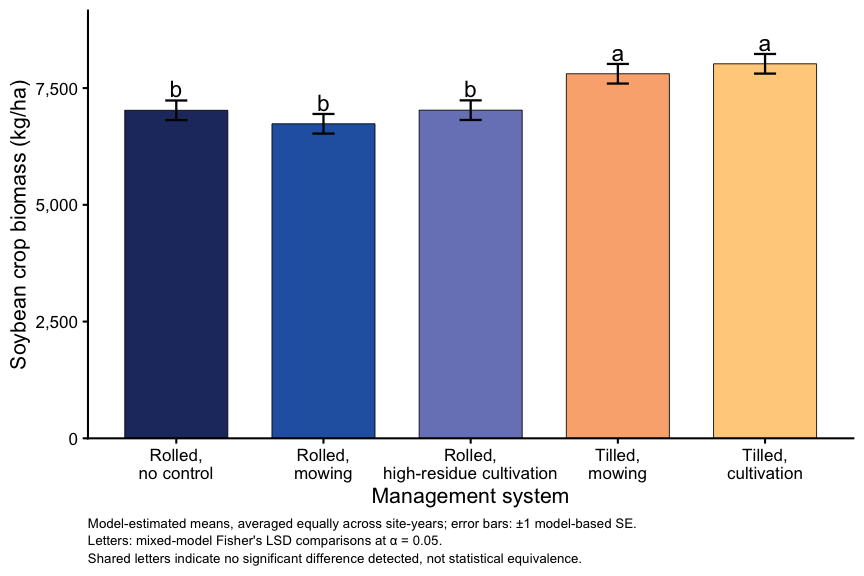 Soybean crop biomass (kg/ha)
7,500
5,000
2,500
0
b
b
b
a
a
Rolled,
no control
Rolled,
mowing
Rolled,
high-residue cultivation
Tilled,
mowing
Tilled,
cultivation
Management system
Model-estimated means, averaged equally across site-years; error bars: ±1 model-based SE.
Letters: mixed-model Fisher's LSD comparisons at α = 0.05.
Shared letters indicate no significant difference detected, not statistical equivalence.